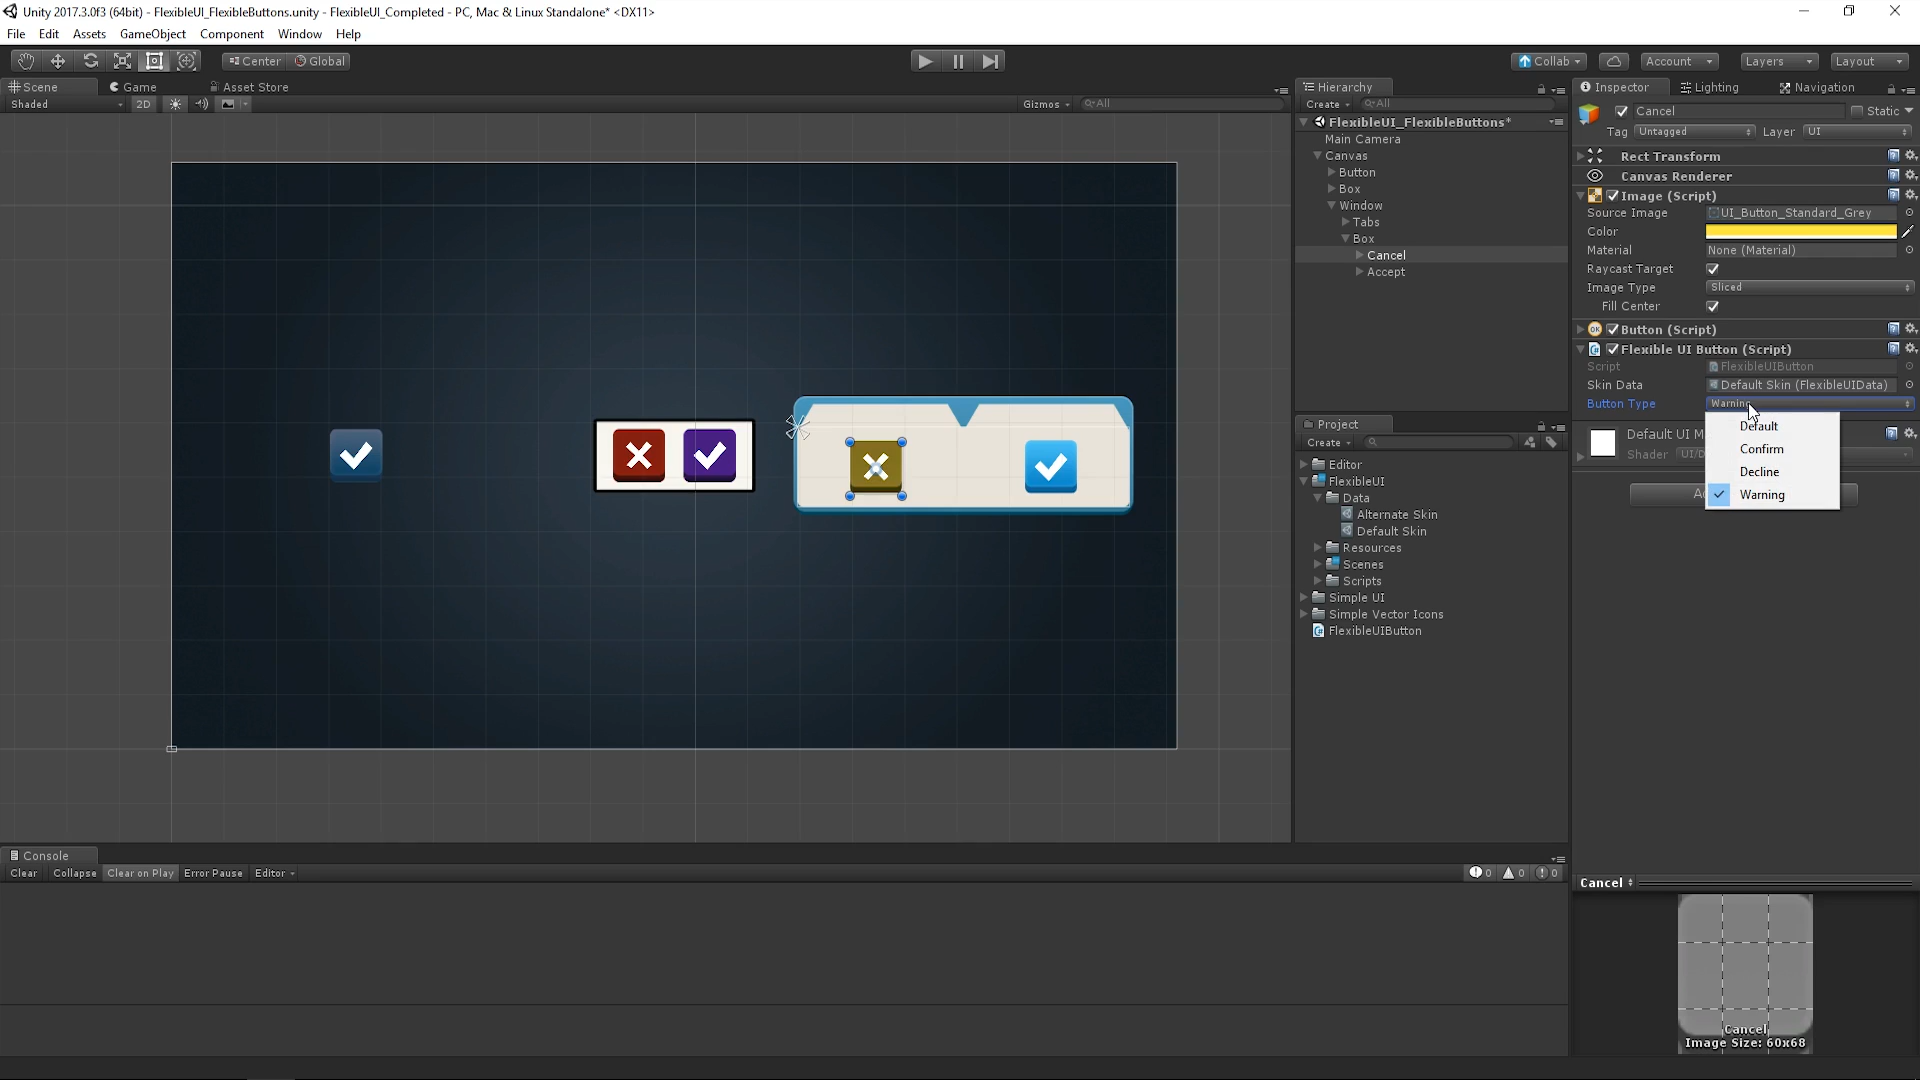 Unity 2017.3.0f3 (64bit) - FlexibleUI_FlexibleButtons.unity - FlexibleUI_Completed - PC, Mac & Linux Standalone* <DX11>
File Edit Assets GameObject Component Window Help
Center Global
Collab Account Layers Layout
Scene Game Asset Store
Shaded 2D Gizmos All
Hierarchy
Create All
FlexibleUI_FlexibleButtons*
Main Camera
Canvas
Button
Box
Window
Tabs
Box
Cancel
Accept
Project
Create
Editor
FlexibleUI
Data
Alternate Skin
Default Skin
Resources
Scenes
Scripts
Simple UI
Simple Vector Icons
FlexibleUIButton
Inspector Lighting Navigation
Cancel Static
Tag Untagged Layer UI
Rect Transform
Canvas Renderer
Image (Script)
Source Image UI_Button_Standard_Grey
Color
Material None (Material)
Raycast Target
Image Type Sliced
Fill Center
OK Button (Script)
Flexible UI Button (Script)
Script FlexibleUIButton
Skin Data Default Skin (FlexibleUIData)
Button Type Warning
Default
Confirm
Decline
Warning
Default UI M
Shader UI/D
Console
Clear Collapse Clear on Play Error Pause Editor 0 0 0
Cancel
Cancel
Image Size: 60x68